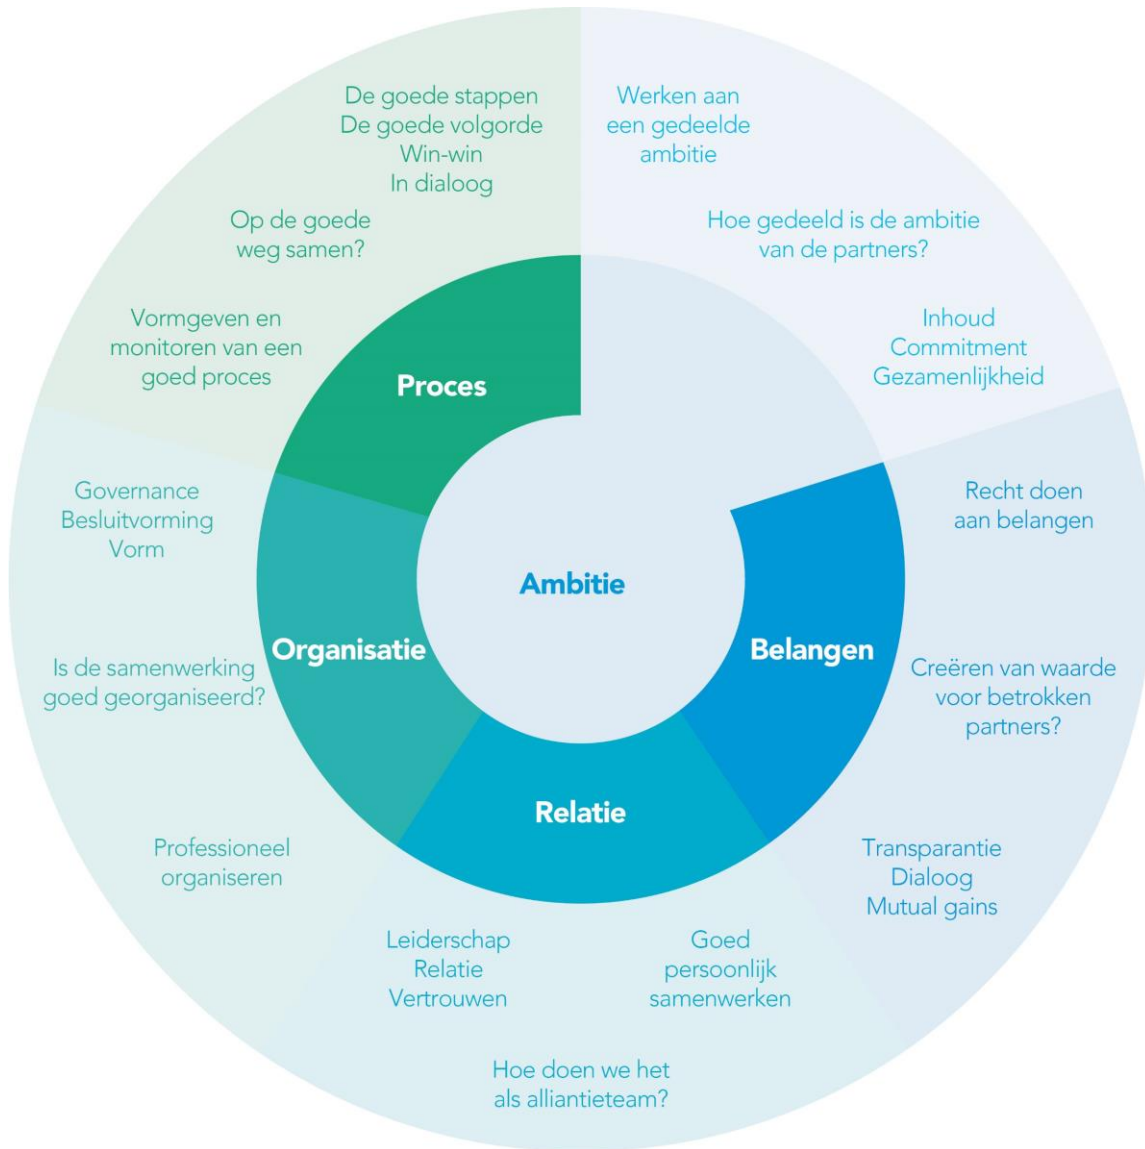 De goede stappen
De goede volgorde
Win-win
In dialoog
Op de goede
weg samen?
Vormgeven en
monitoren van een
goed proces
Proces
Werken aan
een gedeelde
ambitie
Hoe gedeeld is de ambitie
van de partners?
Inhoud
Commitment
Gezamenlijkheid
Ambitie
Recht doen
aan belangen
Creëren van waarde
voor betrokken
partners?
Transparantie
Dialoog
Mutual gains
Belangen
Goed
persoonlijk
samenwerken
Hoe doen we het
als alliantieteam?
Leiderschap
Relatie
Vertrouwen
Relatie
Professioneel
organiseren
Is de samenwerking
goed georganiseerd?
Governance
Besluitvorming
Vorm
Organisatie